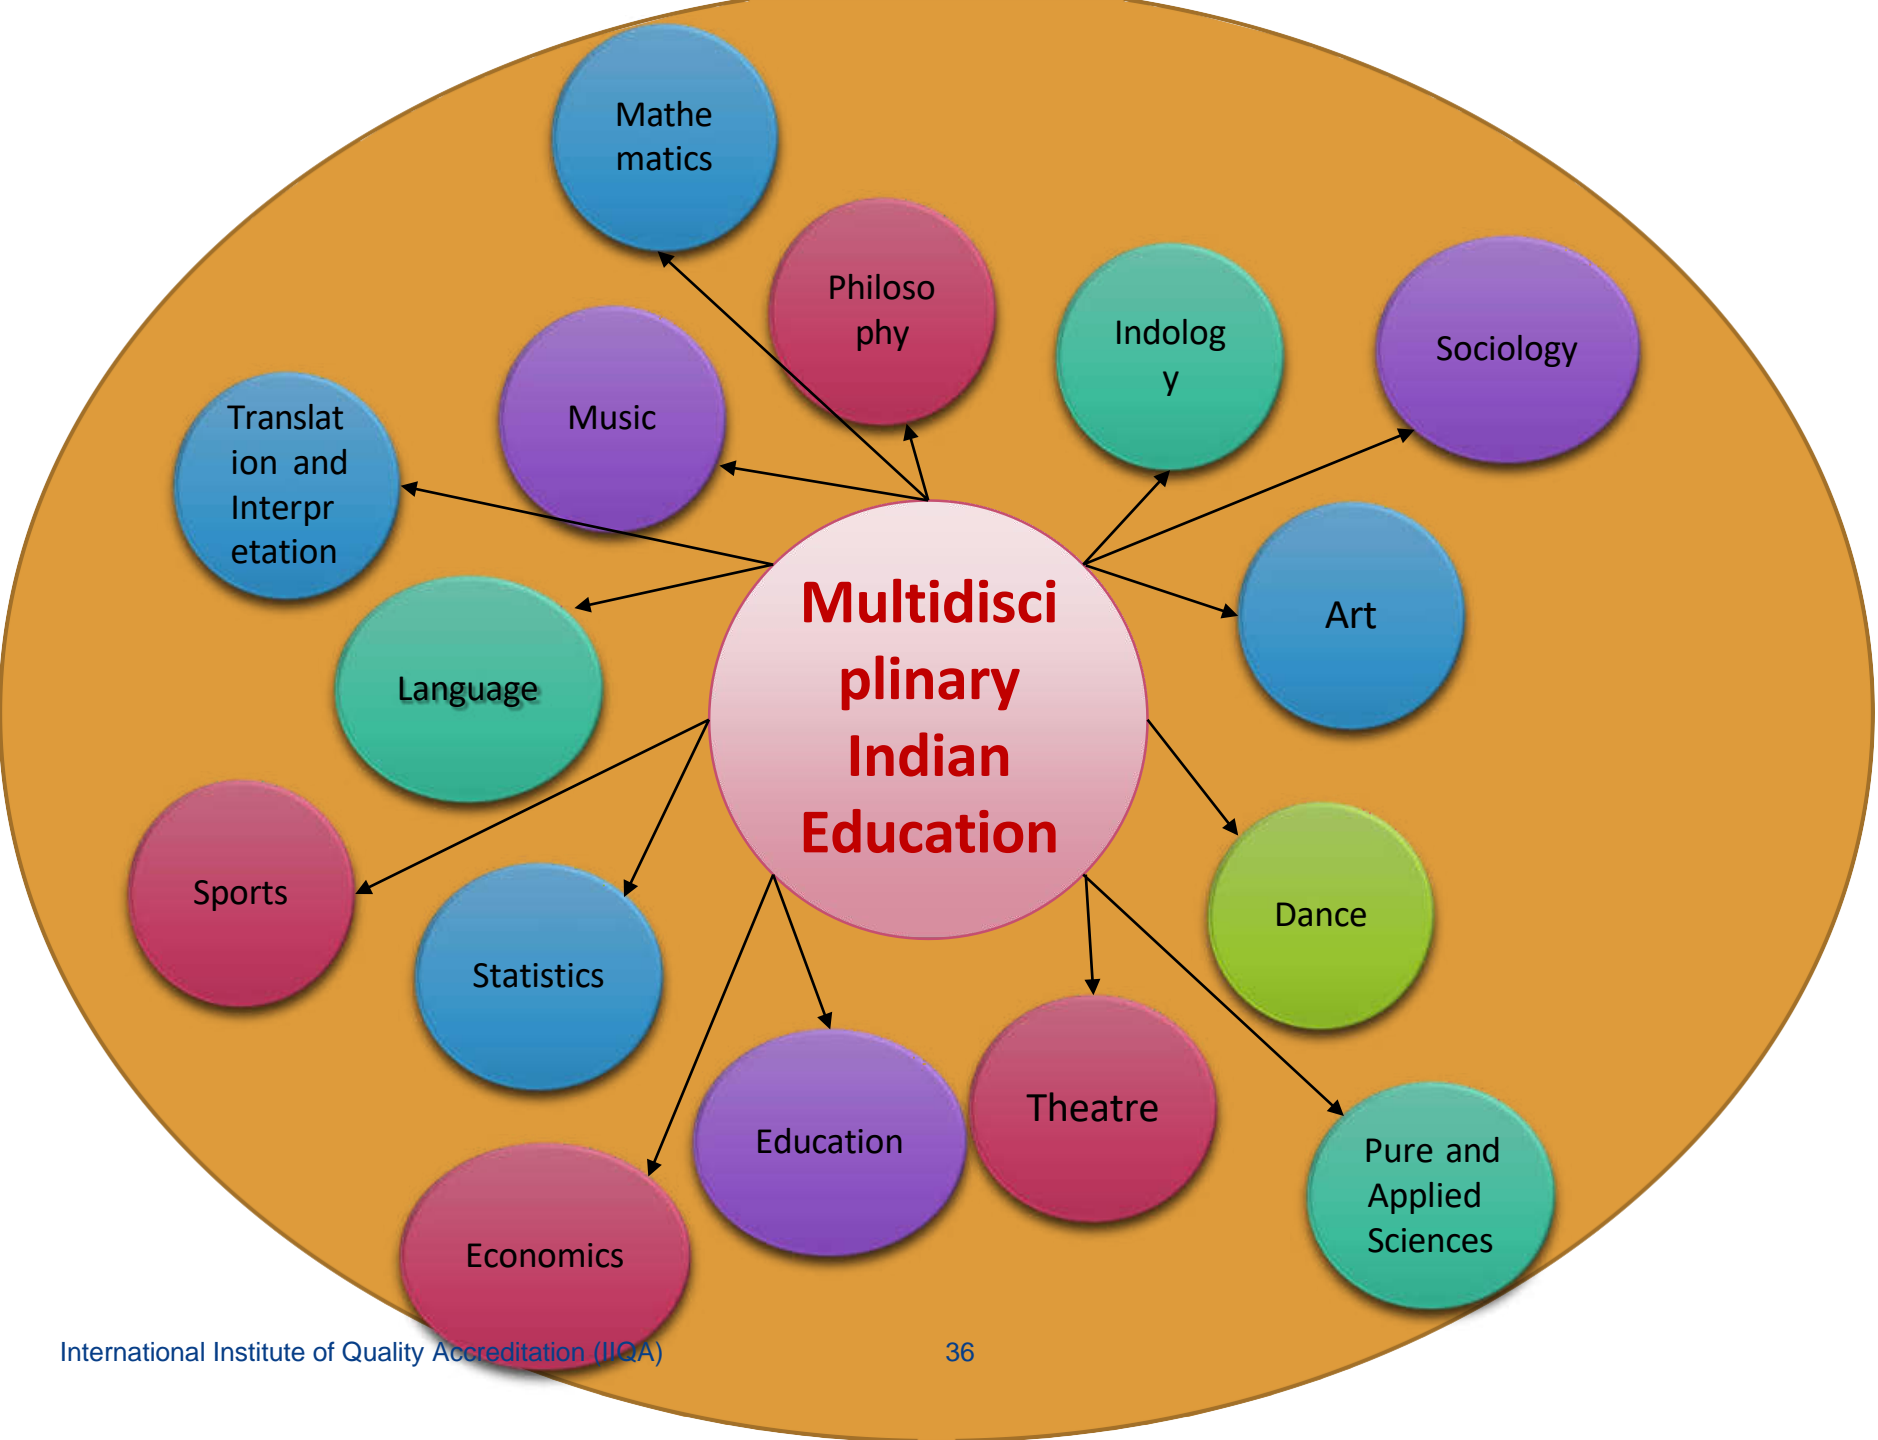 Mathe
matics
Philoso
phy
Indolog
y
Sociology
Music
Translat
ion and
Interpr
etation
Art
Language
Multidisci
plinary
Indian
Education
Sports
Statistics
Dance
Education
Theatre
Pure and
Applied
Sciences
Economics
International Institute of Quality Accreditation (IIQA)
36